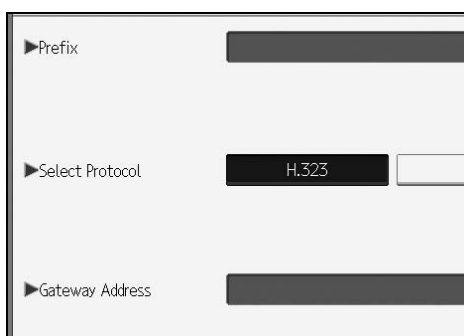 ►Prefix
►Select Protocol H.323
►Gateway Address